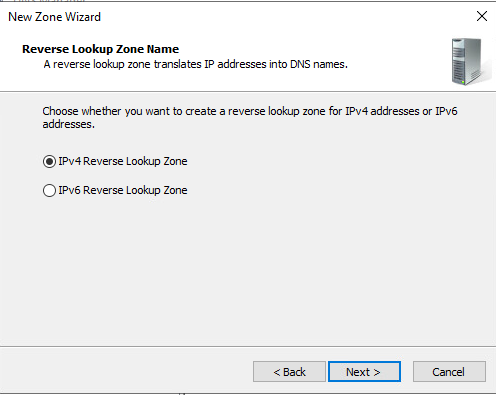 New Zone Wizard
Reverse Lookup Zone Name
A reverse lookup zone translates IP addresses into DNS names.
Choose whether you want to create a reverse lookup zone for IPv4 addresses or IPv6
addresses.
IPv4 Reverse Lookup Zone
IPv6 Reverse Lookup Zone
< Back
Next >
Cancel